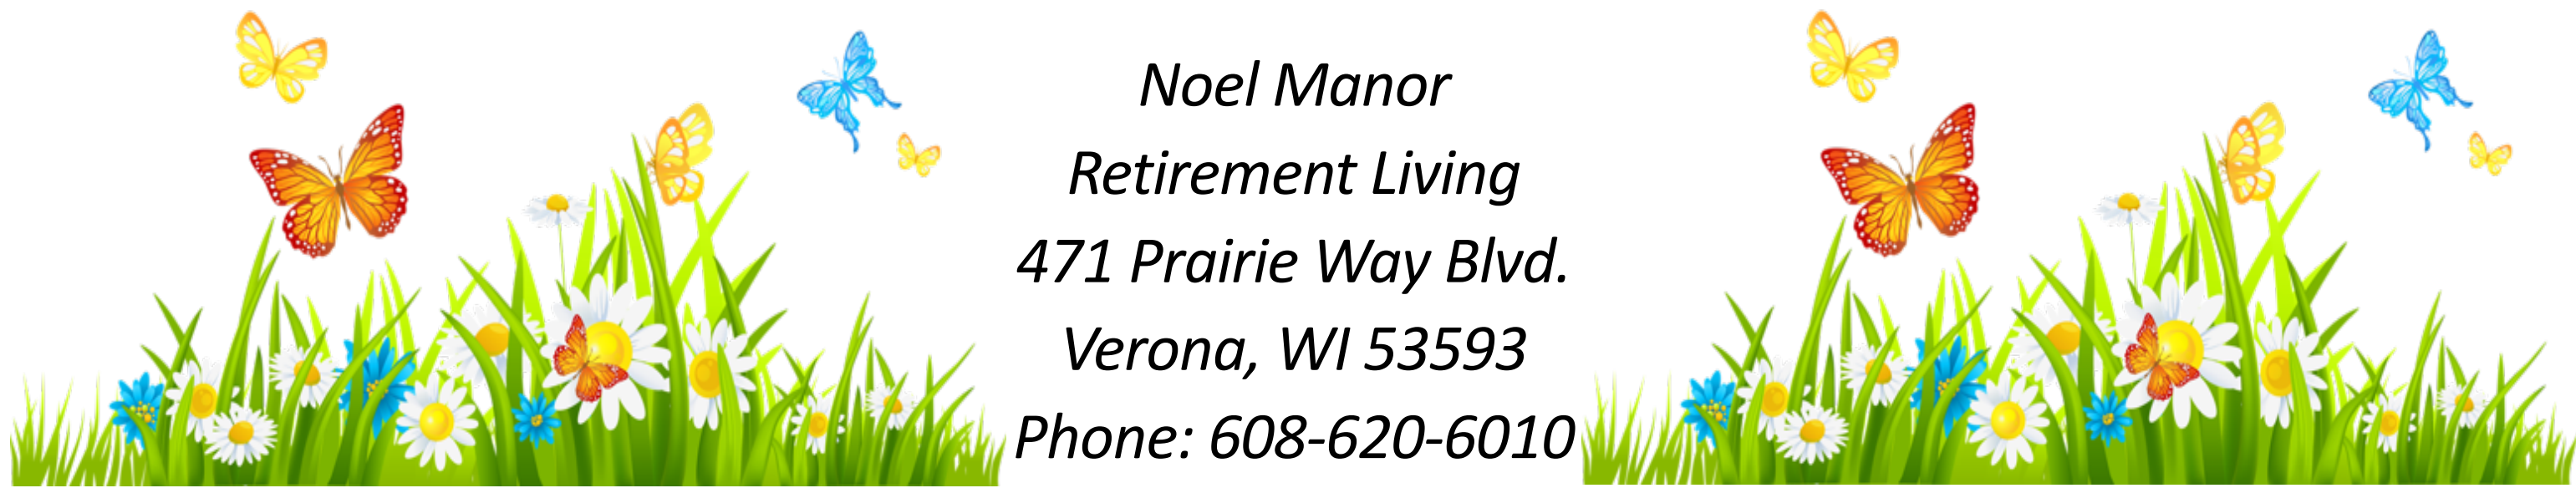 Noel Manor
Retirement Living
471 Prairie Way Blvd.
Verona, WI 53593
Phone: 608-620-6010